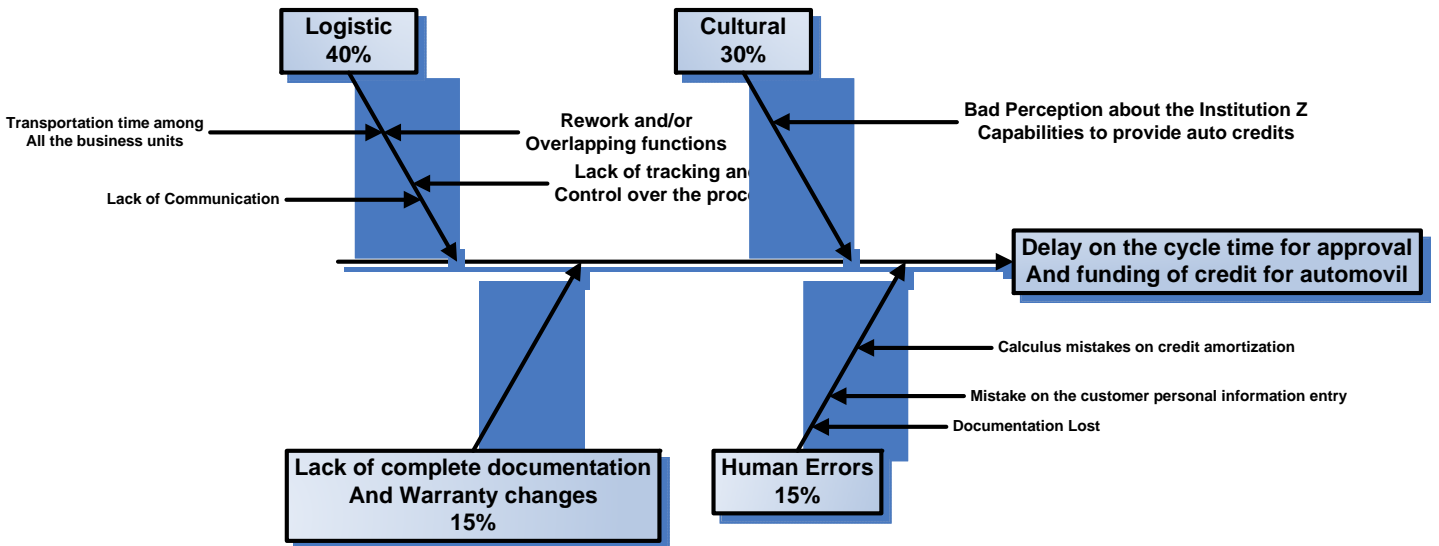 Logistic
40%
Cultural
30%
Transportation time among
All the business units
Rework and/or
Overlapping functions
Bad Perception about the Institution Z
Capabilities to provide auto credits
Lack of tracking an
Control over the proc
Lack of Communication
Delay on the cycle time for approval
And funding of credit for automovil
Calculus mistakes on credit amortization
Mistake on the customer personal information entry
Documentation Lost
Lack of complete documentation
And Warranty changes
15%
Human Errors
15%